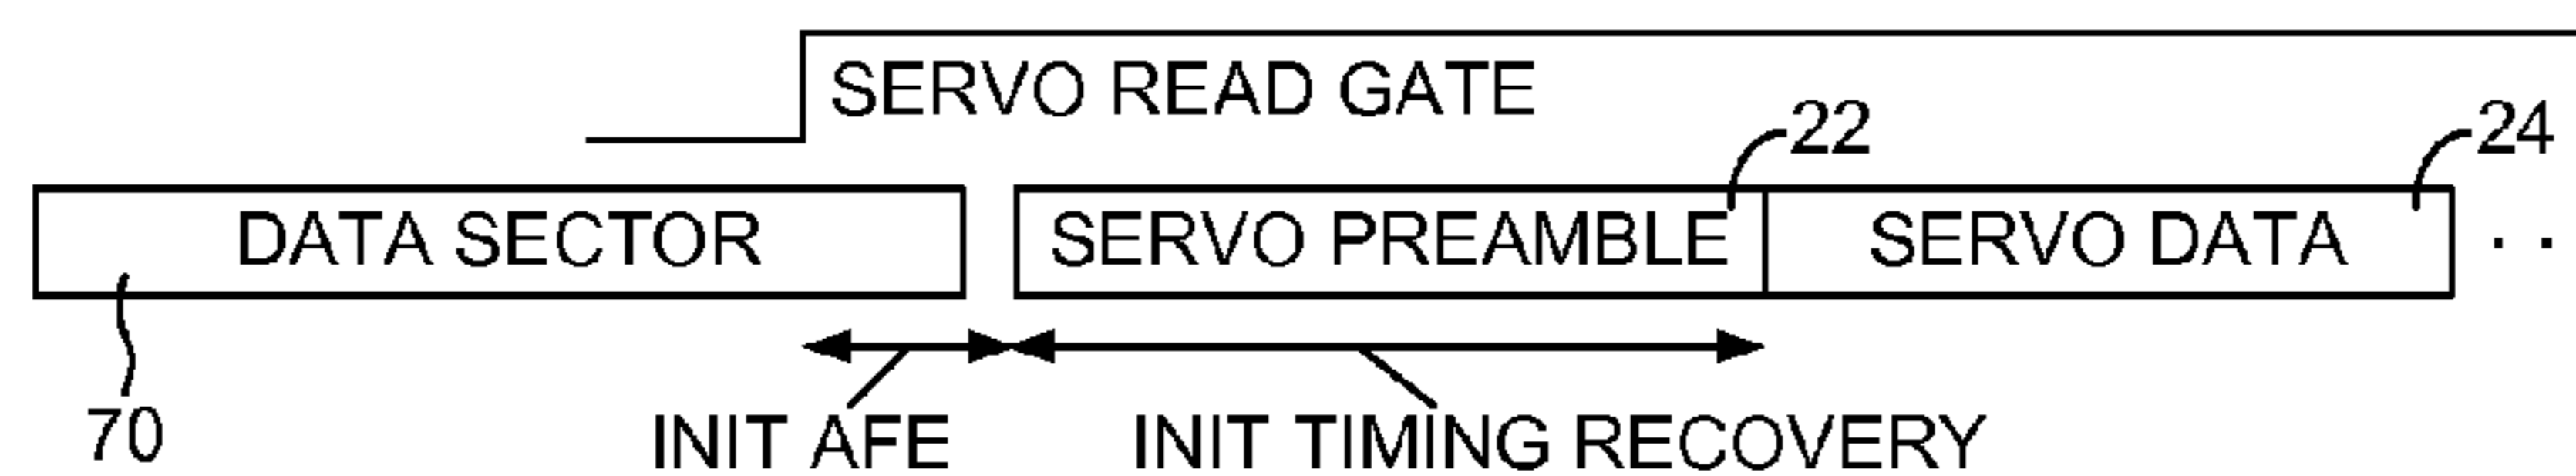 SERVO READ GATE
22
24
DATA SECTOR
SERVO PREAMBLE
SERVO DATA
. .
70
INIT AFE
INIT TIMING RECOVERY